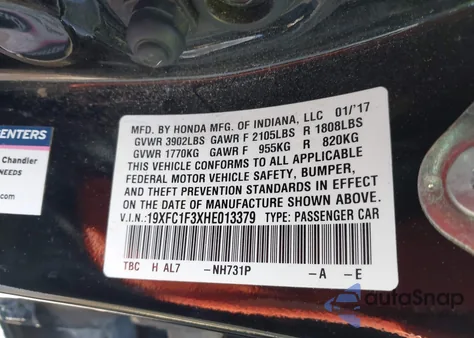 MFD. BY HONDA MFG. OF INDIANA, LLC 01/'17
GVWR 3902LBS GAWR F 2105LBS R 1808LBS
GVWR 1770KG GAWR F 955KG R 820KG
THIS VEHICLE CONFORMS TO ALL APPLICABLE
FEDERAL MOTOR VEHICLE SAFETY, BUMPER,
AND THEFT PREVENTION STANDARDS IN EFFECT
ON THE DATE OF MANUFACTURE SHOWN ABOVE.
V.I.N.:19XFC1F3XHE013379 TYPE: PASSENGER CAR
TBC H AL7 -NH731P -A -E
ENTERS
Chandler
NEEDS
.com
autoSnap